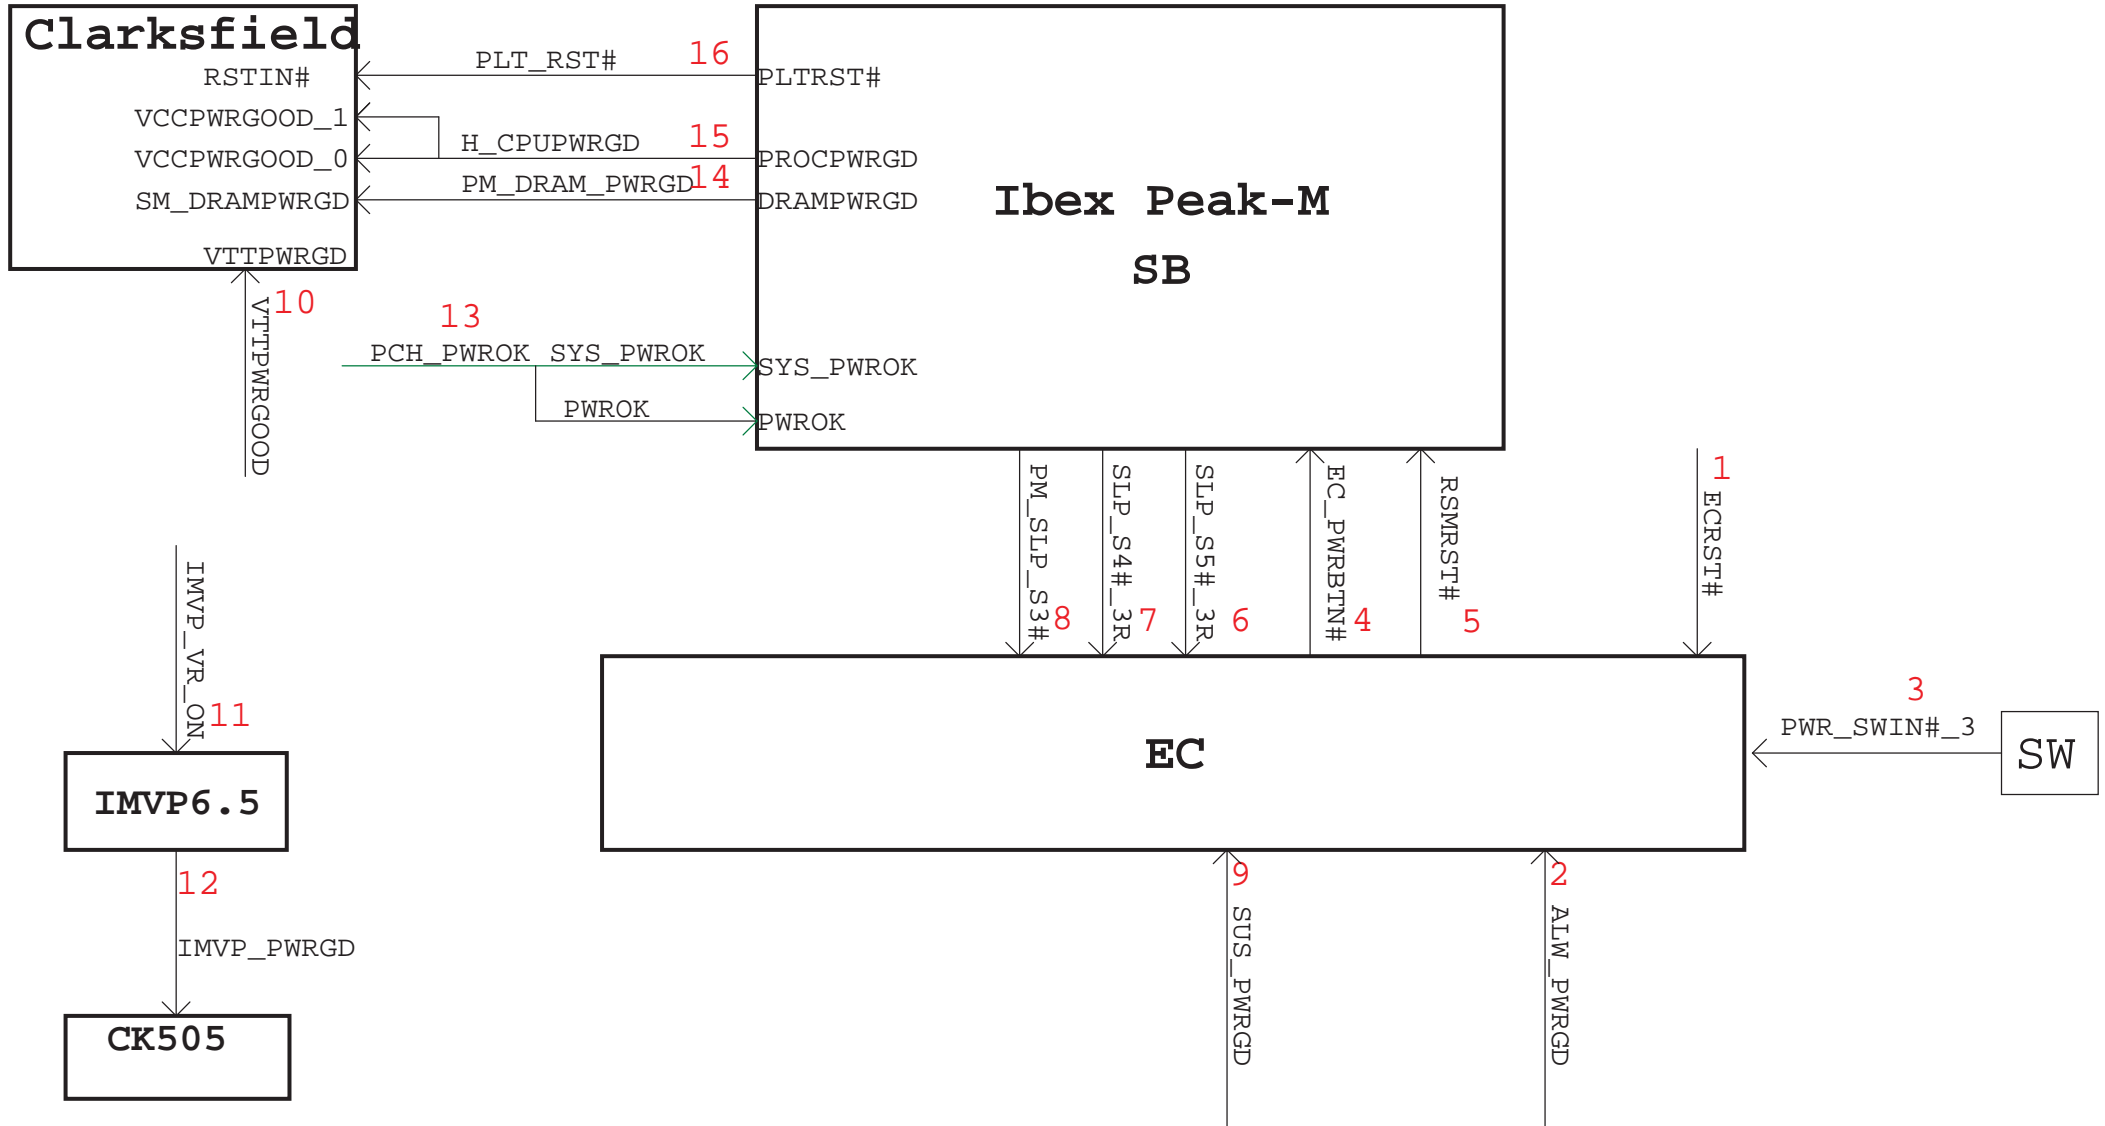 Clarksfield
RSTIN#
VCCPWRGOOD_1
VCCPWRGOOD_0
SM_DRAMPWRGD
VTTPWRGD
PLT_RST#
16
H_CPUPWRGD
15
PM_DRAM_PWRGD
14
PLTRST#
PROCPWRGD
DRAMPWRGD
Ibex Peak-M
SB
VTTPWRGOOD
10
13
PCH_PWROK
SYS_PWROK
PWROK
SYS_PWROK
PWROK
PM_SLP_S3#
8
SLP_S4#_3R
7
SLP_S5#_3R
6
EC_PWRBTN#
4
RSMRST#
5
1
ECRST#
IMVP_VR_ON
11
IMVP6.5
12
IMVP_PWRGD
CK505
EC
3
PWR_SWIN#_3
SW
9
SUS_PWRGD
2
ALW_PWRGD